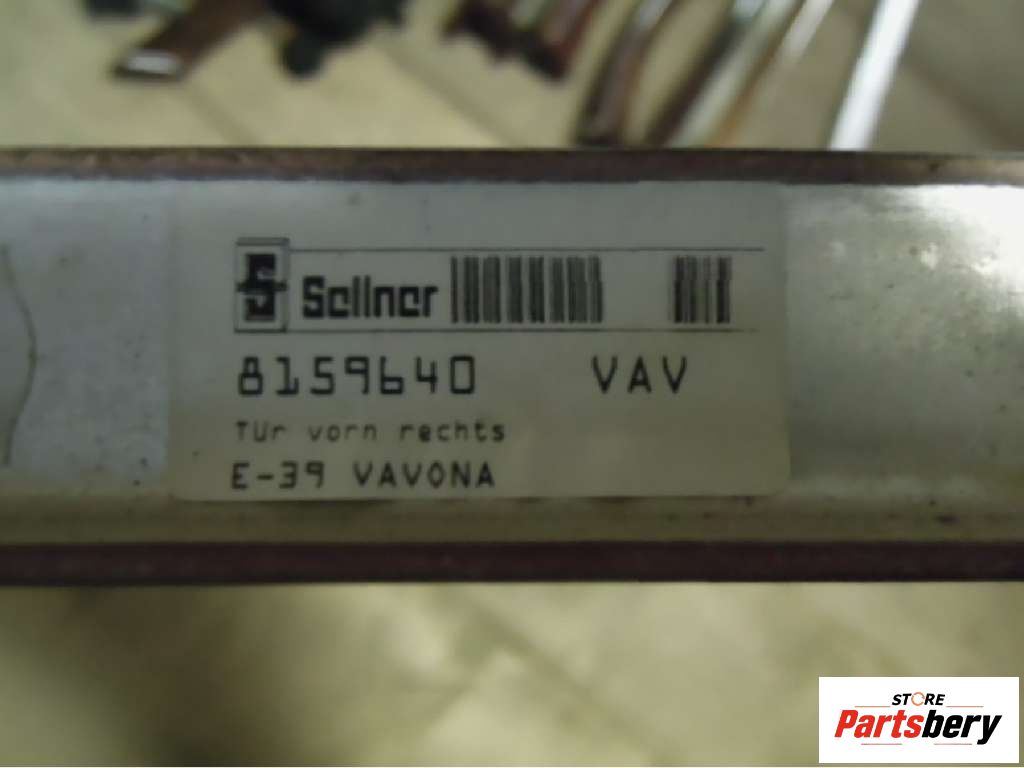 S Sellner
8159640 VAV
Tür vorn rechts
E-39 VAVONA
STORE
Partsbery